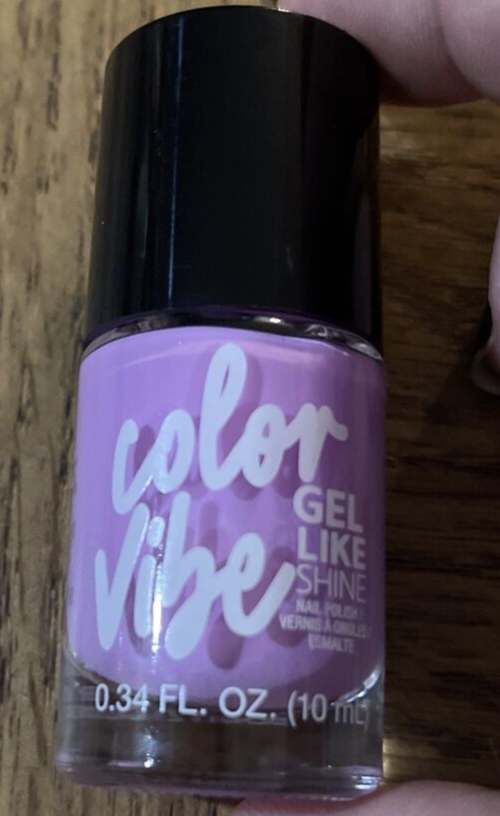 color
vibe
GEL
LIKE
SHINE
NAIL POLISH /
VERNIS À ONGLES /
ESMALTE
0.34 FL. OZ. (10 mL)